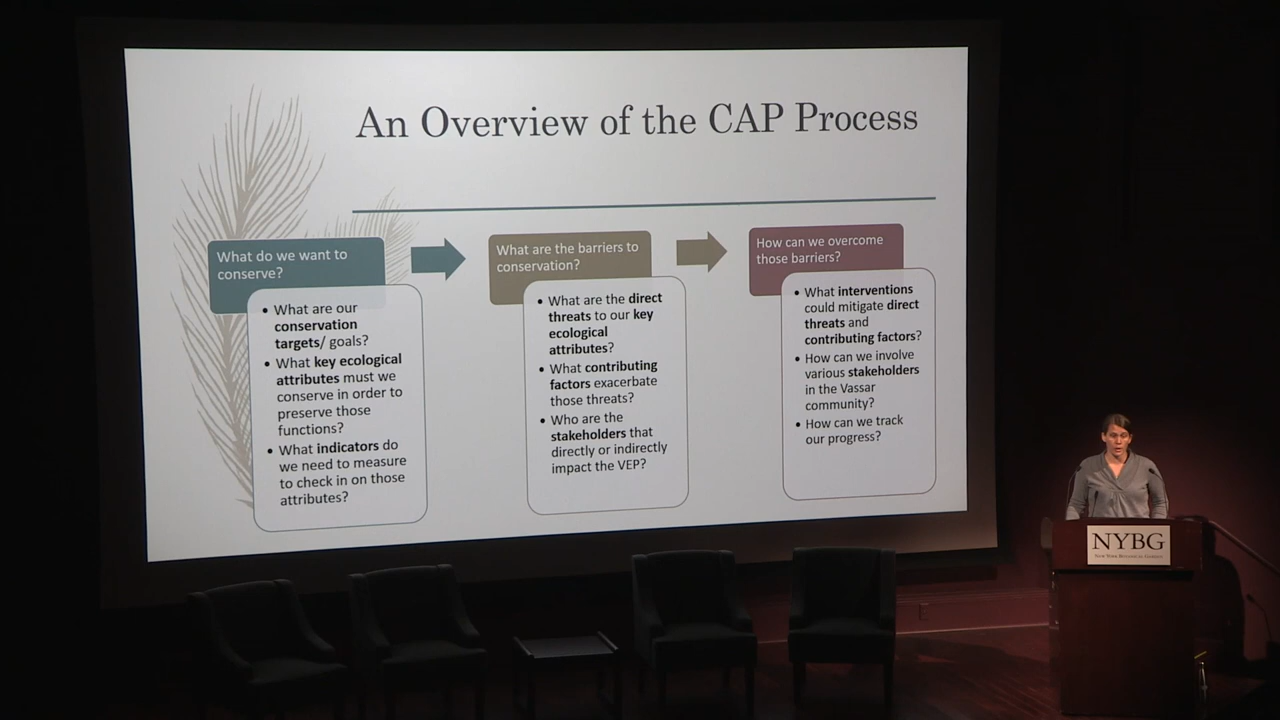 An Overview of the CAP Process
What do we want to
conserve?
• What are our
conservation
targets/ goals?
• What key ecological
attributes must we
conserve in order to
preserve those
functions?
• What indicators do
we need to measure
to check in on those
attributes?
What are the barriers to
conservation?
• What are the direct
threats to our key
ecological
attributes?
• What contributing
factors exacerbate
those threats?
• Who are the
stakeholders that
directly or indirectly
impact the VEP?
How can we overcome
those barriers?
• What interventions
could mitigate direct
threats and
contributing factors?
• How can we involve
various stakeholders
in the Vassar
community?
• How can we track
our progress?
NYBG
New York Botanical Garden